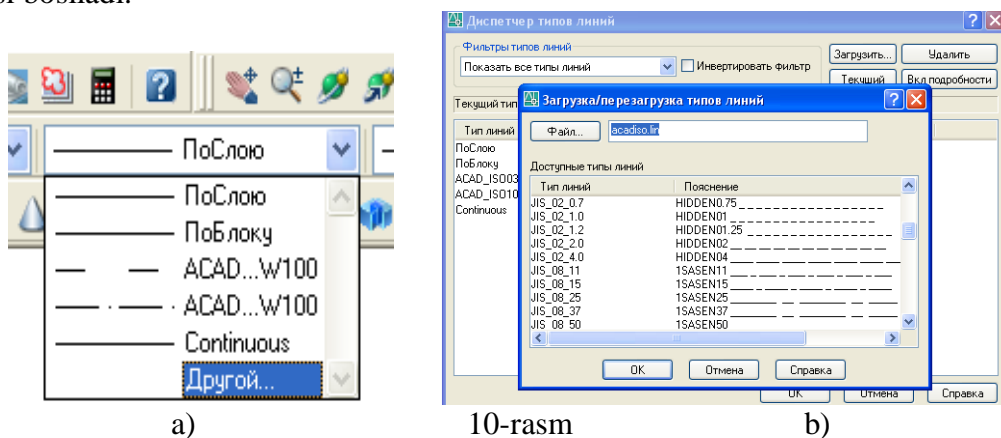 ПоСлою
ПоСлою
ПоБлоку
ACAD...W100
ACAD...W100
Continuous
Другой...
Диспетчер типов линий
Фильтры типов линий
Показать все типы линий
Инвертировать фильтр
Загрузить...
Удалить
Текущий
Вкл подробности
Текущий тип
Тип линий
ПоСлою
ПоБлоку
ACAD_ISO03
ACAD_ISO10
Continuous
Загрузка/перезагрузка типов линий
Файл...
acadiso.lin
Доступные типы линий
Тип линий Пояснение
JIS_02_0.7 HIDDEN0.75
JIS_02_1.0 HIDDEN01
JIS_02_1.2 HIDDEN01.25
JIS_02_2.0 HIDDEN02
JIS_02_4.0 HIDDEN04
JIS_08_11 1SASEN11
JIS_08_15 1SASEN15
JIS_08_25 1SASEN25
JIS_08_37 1SASEN37
JIS_08_50 1SASEN50
OK Отмена Справка
OK Отмена Справка
a) 10-rasm b)